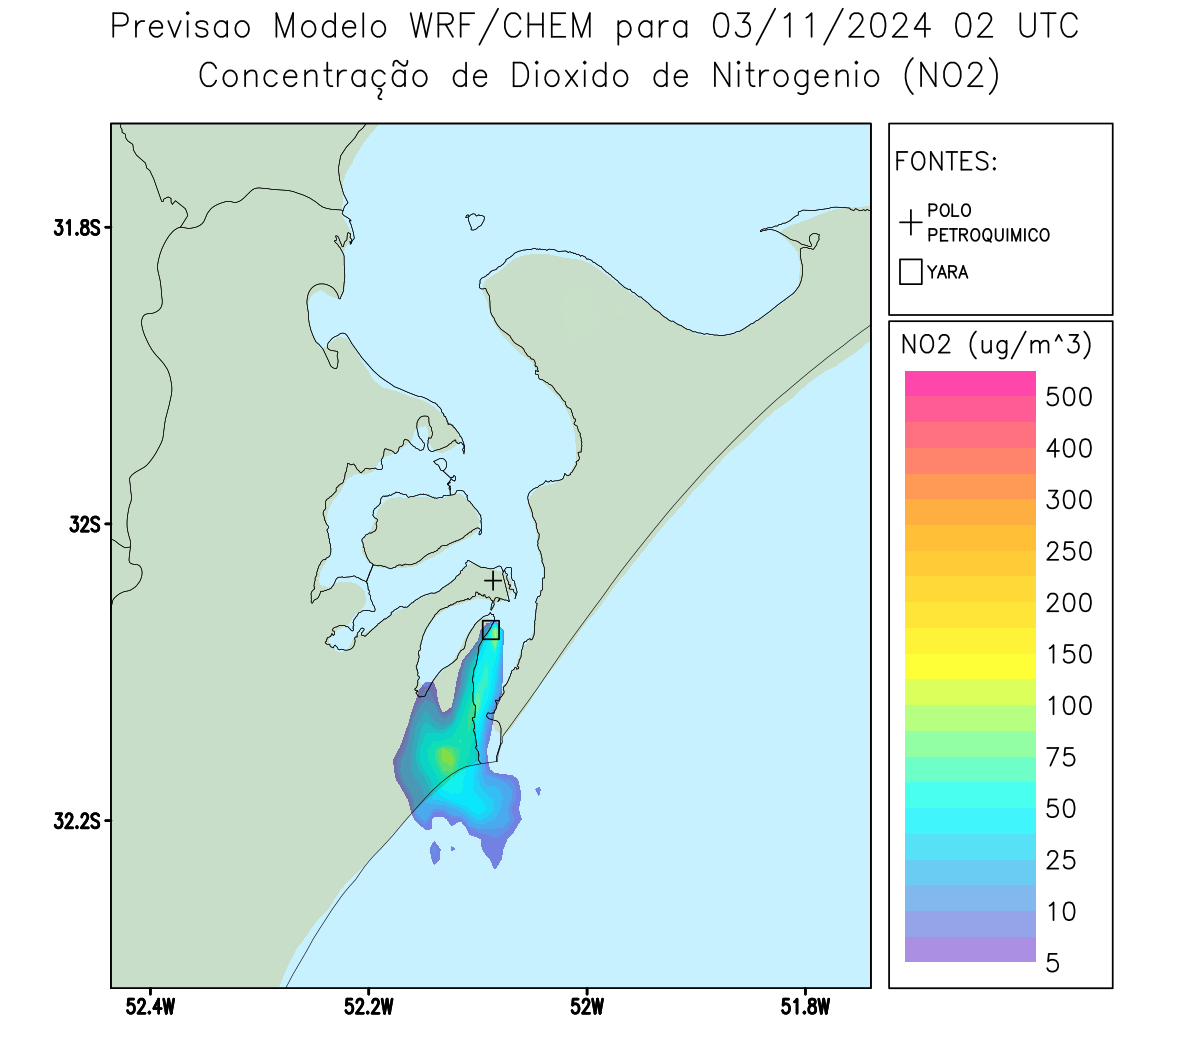 Previsao Modelo WRF/CHEM para 03/11/2024 02 UTC
Concentração de Dioxido de Nitrogenio (NO2)
FONTES:
POLO
PETROQUIMICO
YARA
NO2 (ug/m^3)
500
400
300
250
200
150
100
75
50
25
10
5
31.8S
32S
32.2S
52.4W
52.2W
52W
51.8W